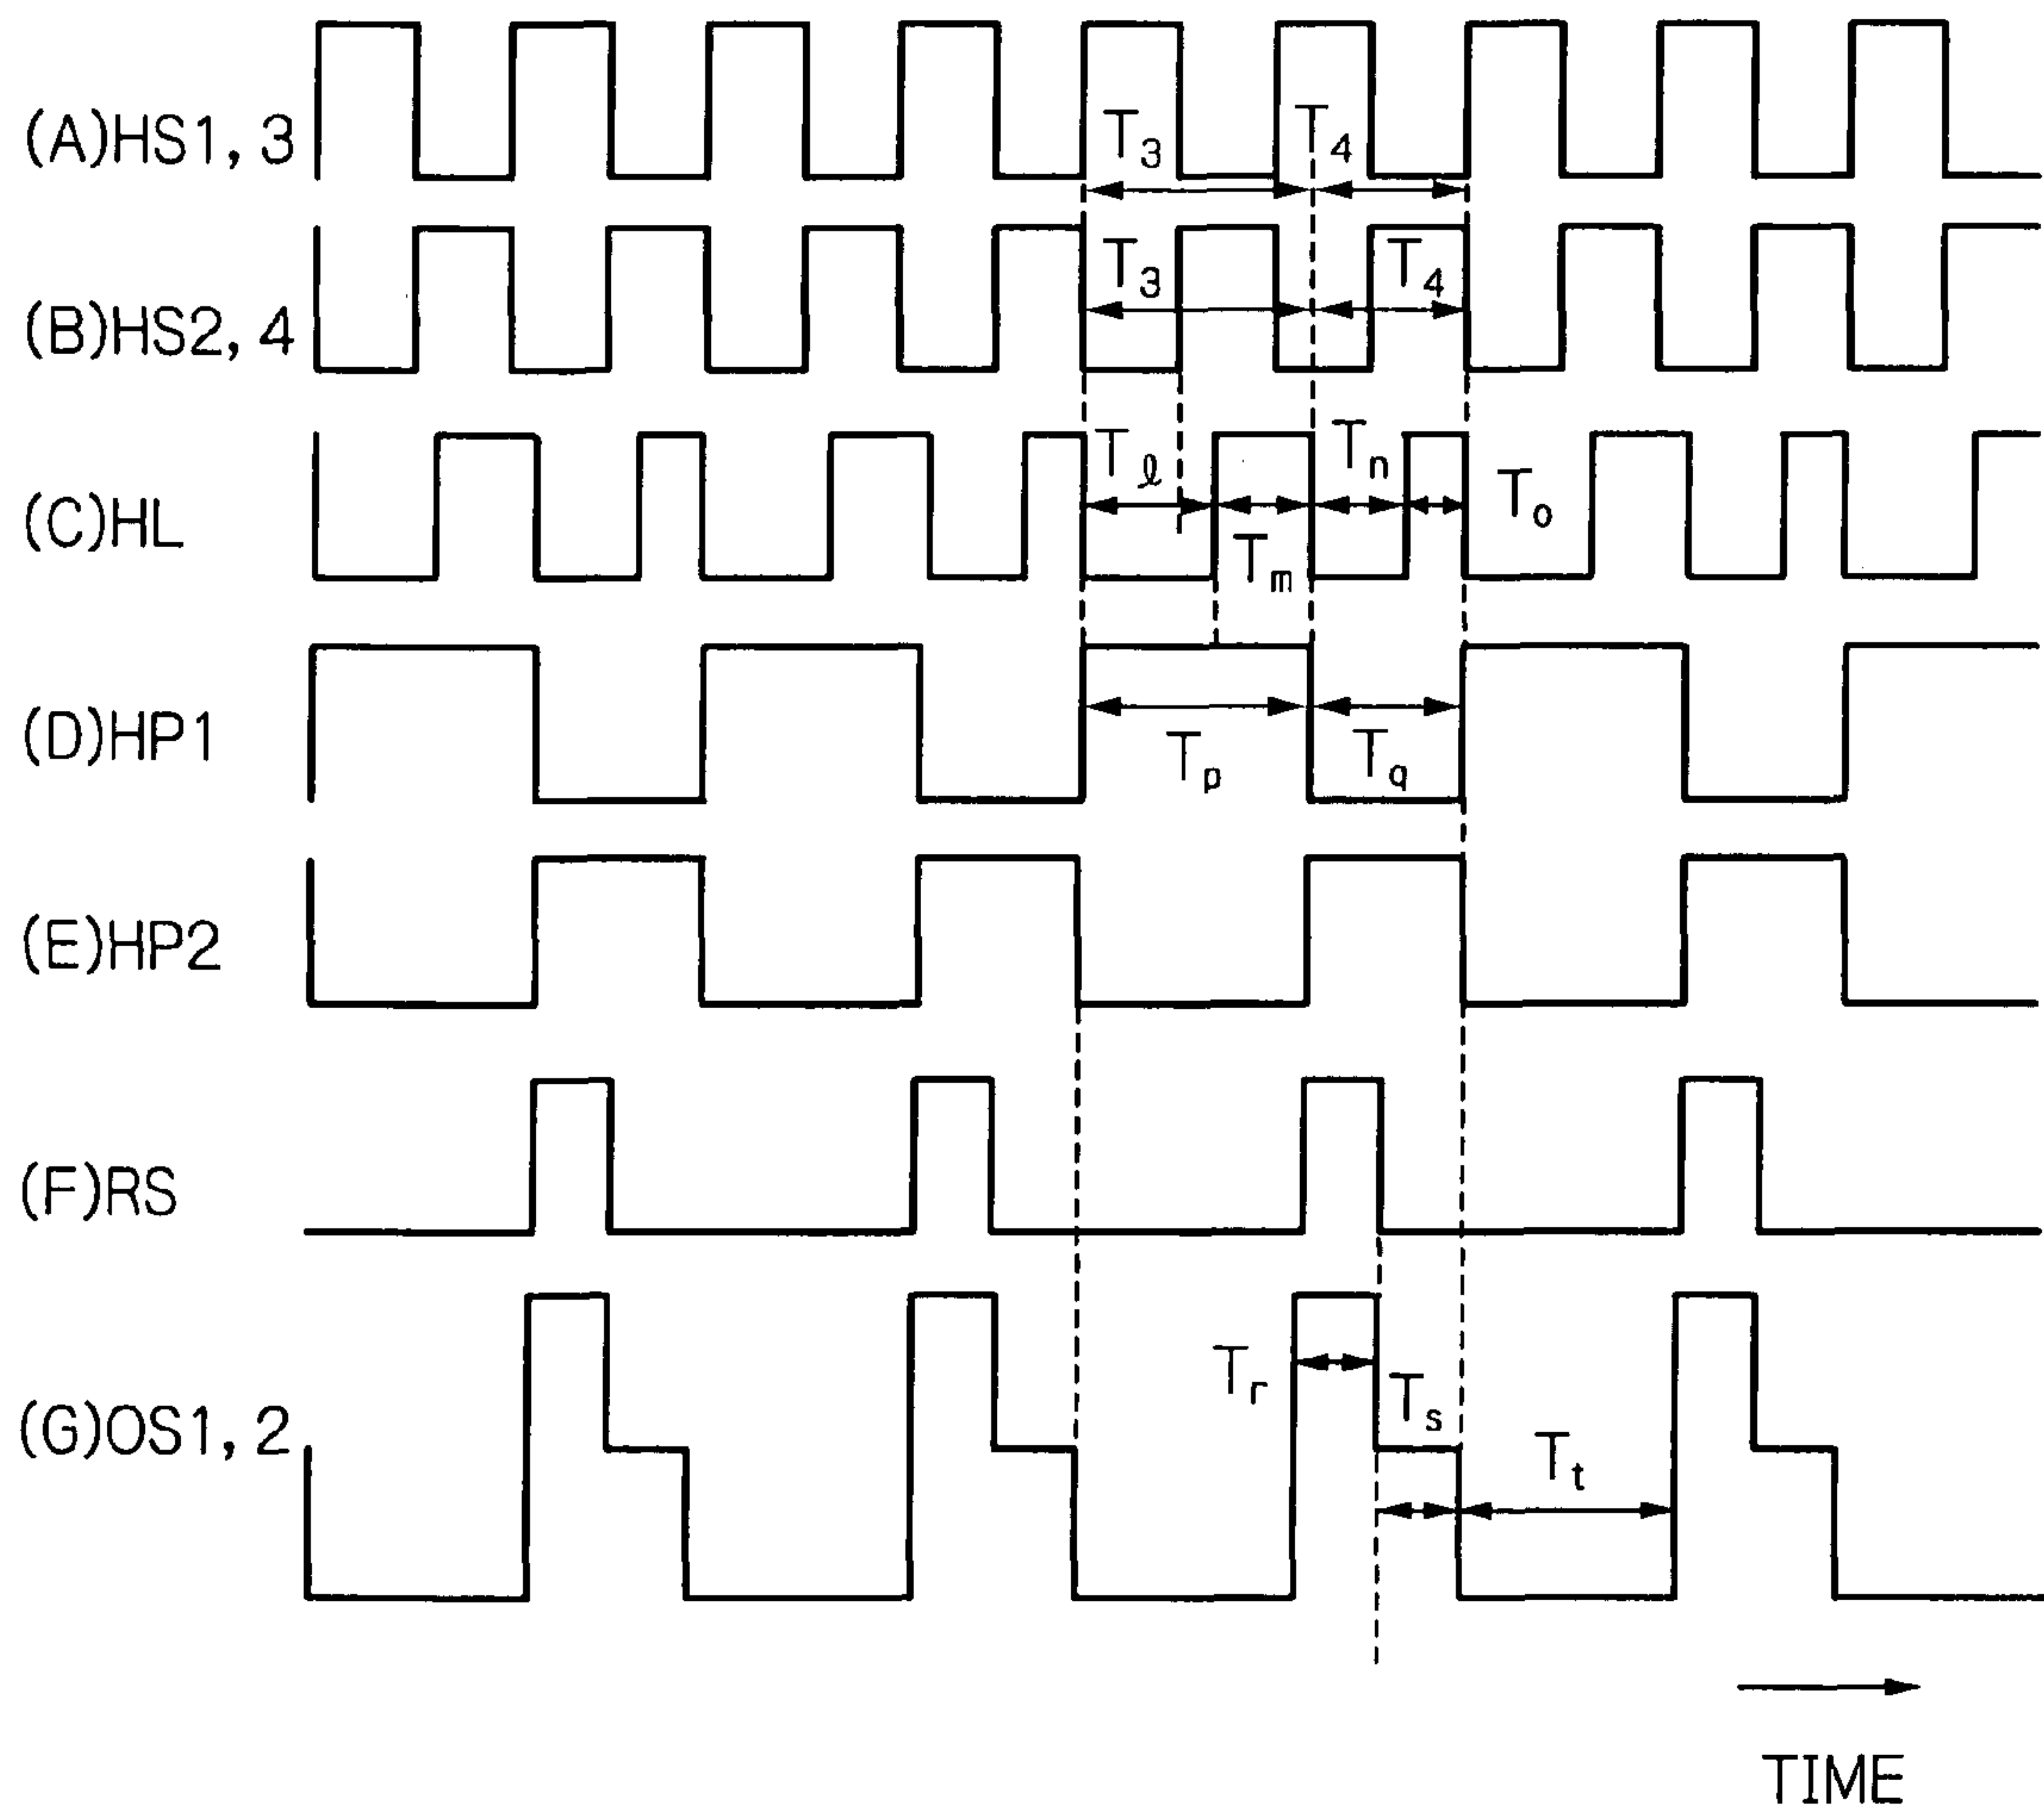 (A)HS1, 3
T3
T4
(B)HS2, 4
T3
T4
(C)HL
Tℓ
Tm
Tn
To
(D)HP1
Tp
Tq
(E)HP2
(F)RS
(G)OS1, 2
Tr
Ts
Tt
TIME